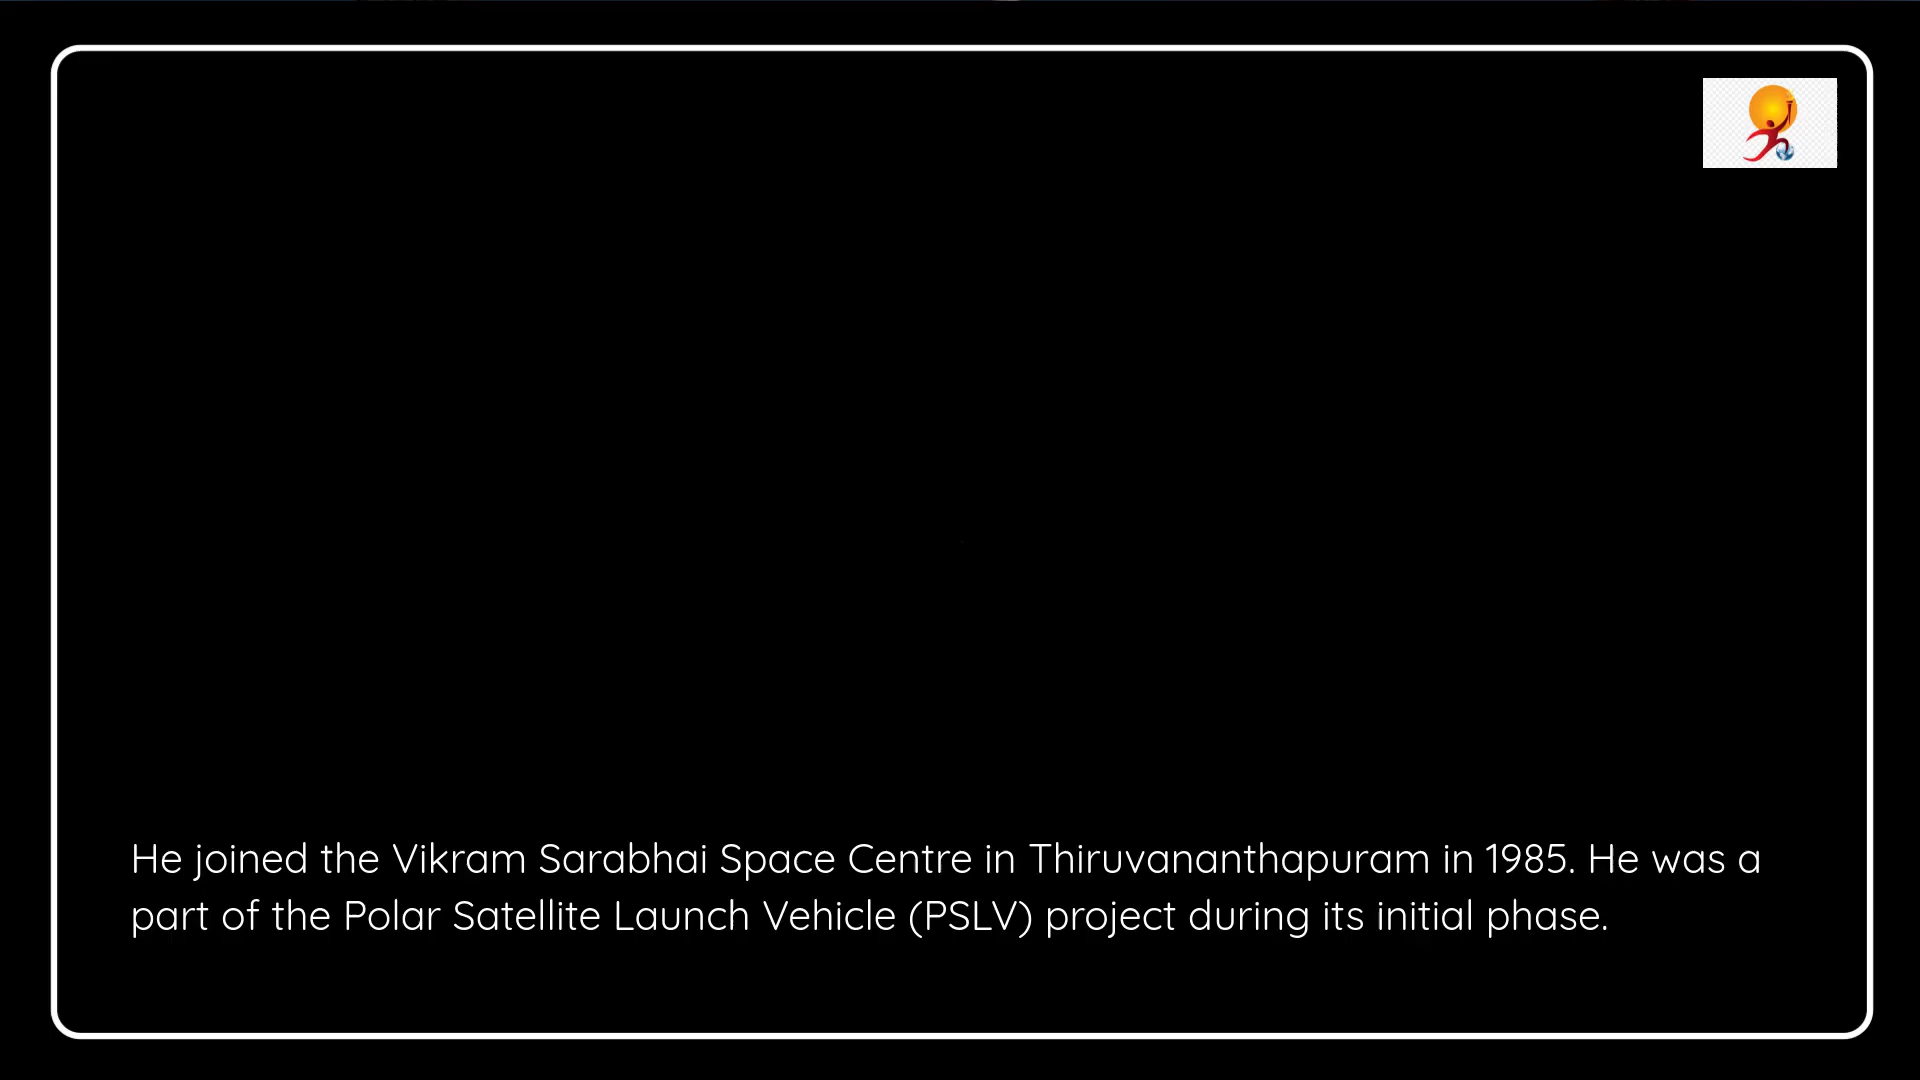 He joined the Vikram Sarabhai Space Centre in Thiruvananthapuram in 1985. He was a
part of the Polar Satellite Launch Vehicle (PSLV) project during its initial phase.